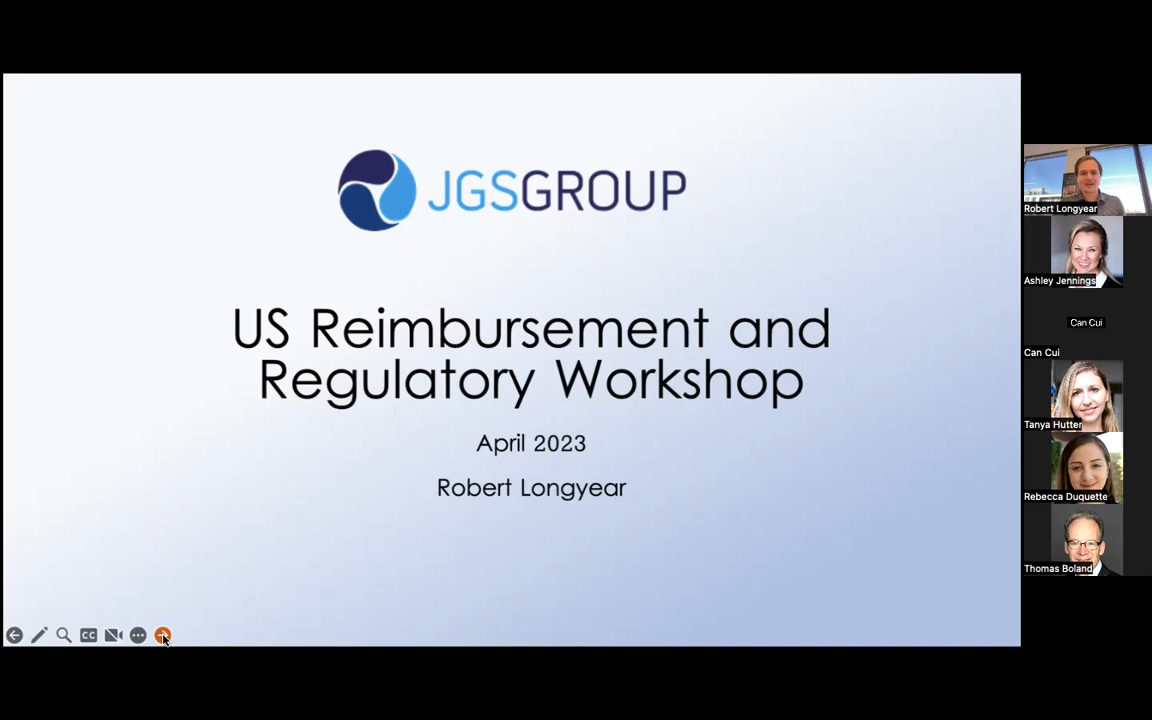 JGSGROUP
US Reimbursement and
Regulatory Workshop
April 2023
Robert Longyear
CC
Robert Longyear
Ashley Jennings
Can Cui
Can Cui
Tanya Hutter
Rebecca Duquette
Thomas Boland